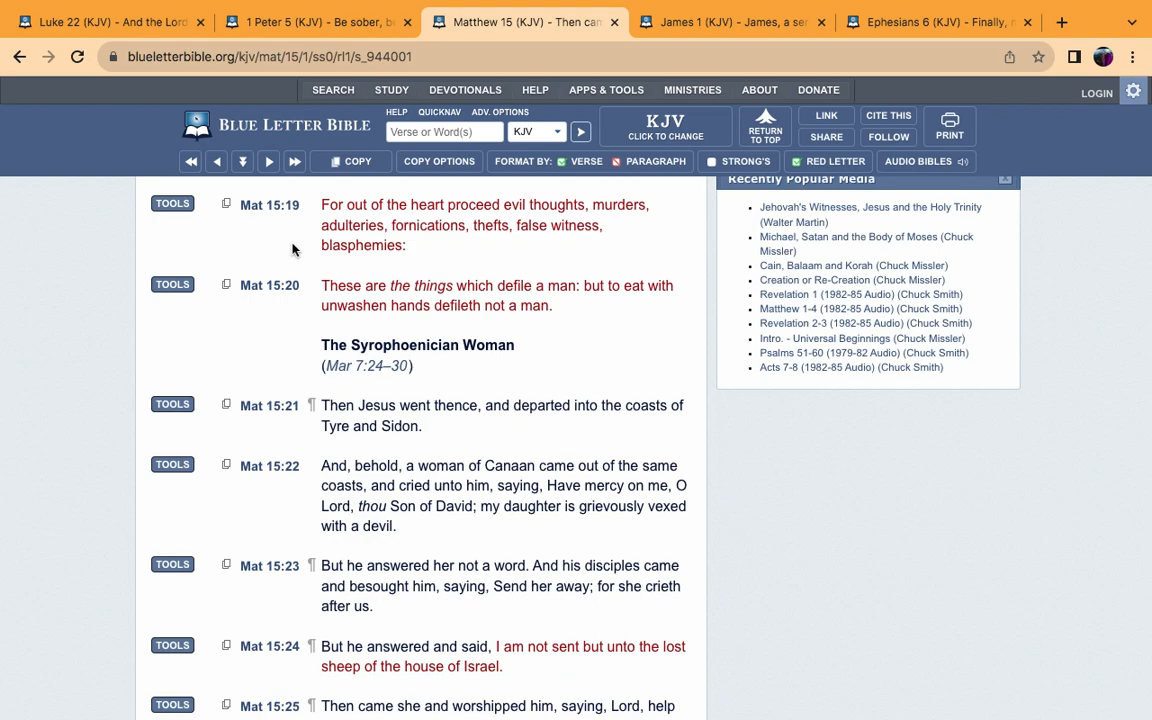 Luke 22 (KJV) - And the Lord
1 Peter 5 (KJV) - Be sober, be
Matthew 15 (KJV) - Then cam
James 1 (KJV) - James, a ser
Ephesians 6 (KJV) - Finally, m
blueletterbible.org/kjv/mat/15/1/ss0/rl1/s_944001
SEARCH STUDY DEVOTIONALS HELP APPS & TOOLS MINISTRIES ABOUT DONATE LOGIN
BLUE LETTER BIBLE
HELP QUICKNAV ADV. OPTIONS
Verse or Word(s) KJV
KJV
CLICK TO CHANGE
RETURN
TO TOP
LINK CITE THIS
SHARE FOLLOW
PRINT
COPY COPY OPTIONS FORMAT BY: VERSE PARAGRAPH STRONG'S RED LETTER AUDIO BIBLES
TOOLS Mat 15:19 For out of the heart proceed evil thoughts, murders,
adulteries, fornications, thefts, false witness,
blasphemies:
TOOLS Mat 15:20 These are the things which defile a man: but to eat with
unwashen hands defileth not a man.
The Syrophoenician Woman
(Mar 7:24–30)
TOOLS Mat 15:21 ¶ Then Jesus went thence, and departed into the coasts of
Tyre and Sidon.
TOOLS Mat 15:22 And, behold, a woman of Canaan came out of the same
coasts, and cried unto him, saying, Have mercy on me, O
Lord, thou Son of David; my daughter is grievously vexed
with a devil.
TOOLS Mat 15:23 ¶ But he answered her not a word. And his disciples came
and besought him, saying, Send her away; for she crieth
after us.
TOOLS Mat 15:24 ¶ But he answered and said, I am not sent but unto the lost
sheep of the house of Israel.
TOOLS Mat 15:25 ¶ Then came she and worshipped him, saying, Lord, help
Recently Popular Media
Jehovah's Witnesses, Jesus and the Holy Trinity
(Walter Martin)
Michael, Satan and the Body of Moses (Chuck
Missler)
Cain, Balaam and Korah (Chuck Missler)
Creation or Re-Creation (Chuck Missler)
Revelation 1 (1982-85 Audio) (Chuck Smith)
Matthew 1-4 (1982-85 Audio) (Chuck Smith)
Revelation 2-3 (1982-85 Audio) (Chuck Smith)
Intro. - Universal Beginnings (Chuck Missler)
Psalms 51-60 (1979-82 Audio) (Chuck Smith)
Acts 7-8 (1982-85 Audio) (Chuck Smith)